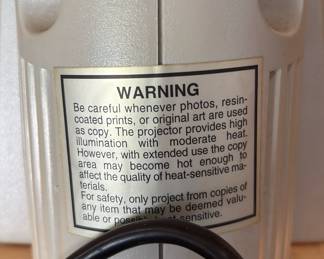 WARNING
Be careful whenever photos, resin-
coated prints, or original art are used
as copy. The projector provides high
illumination with moderate heat.
However, with extended use the copy
area may become hot enough to
affect the quality of heat-sensitive ma-
terials.
For safety, only project from copies of
any item that may be deemed valu-
able or heat-sensitive.